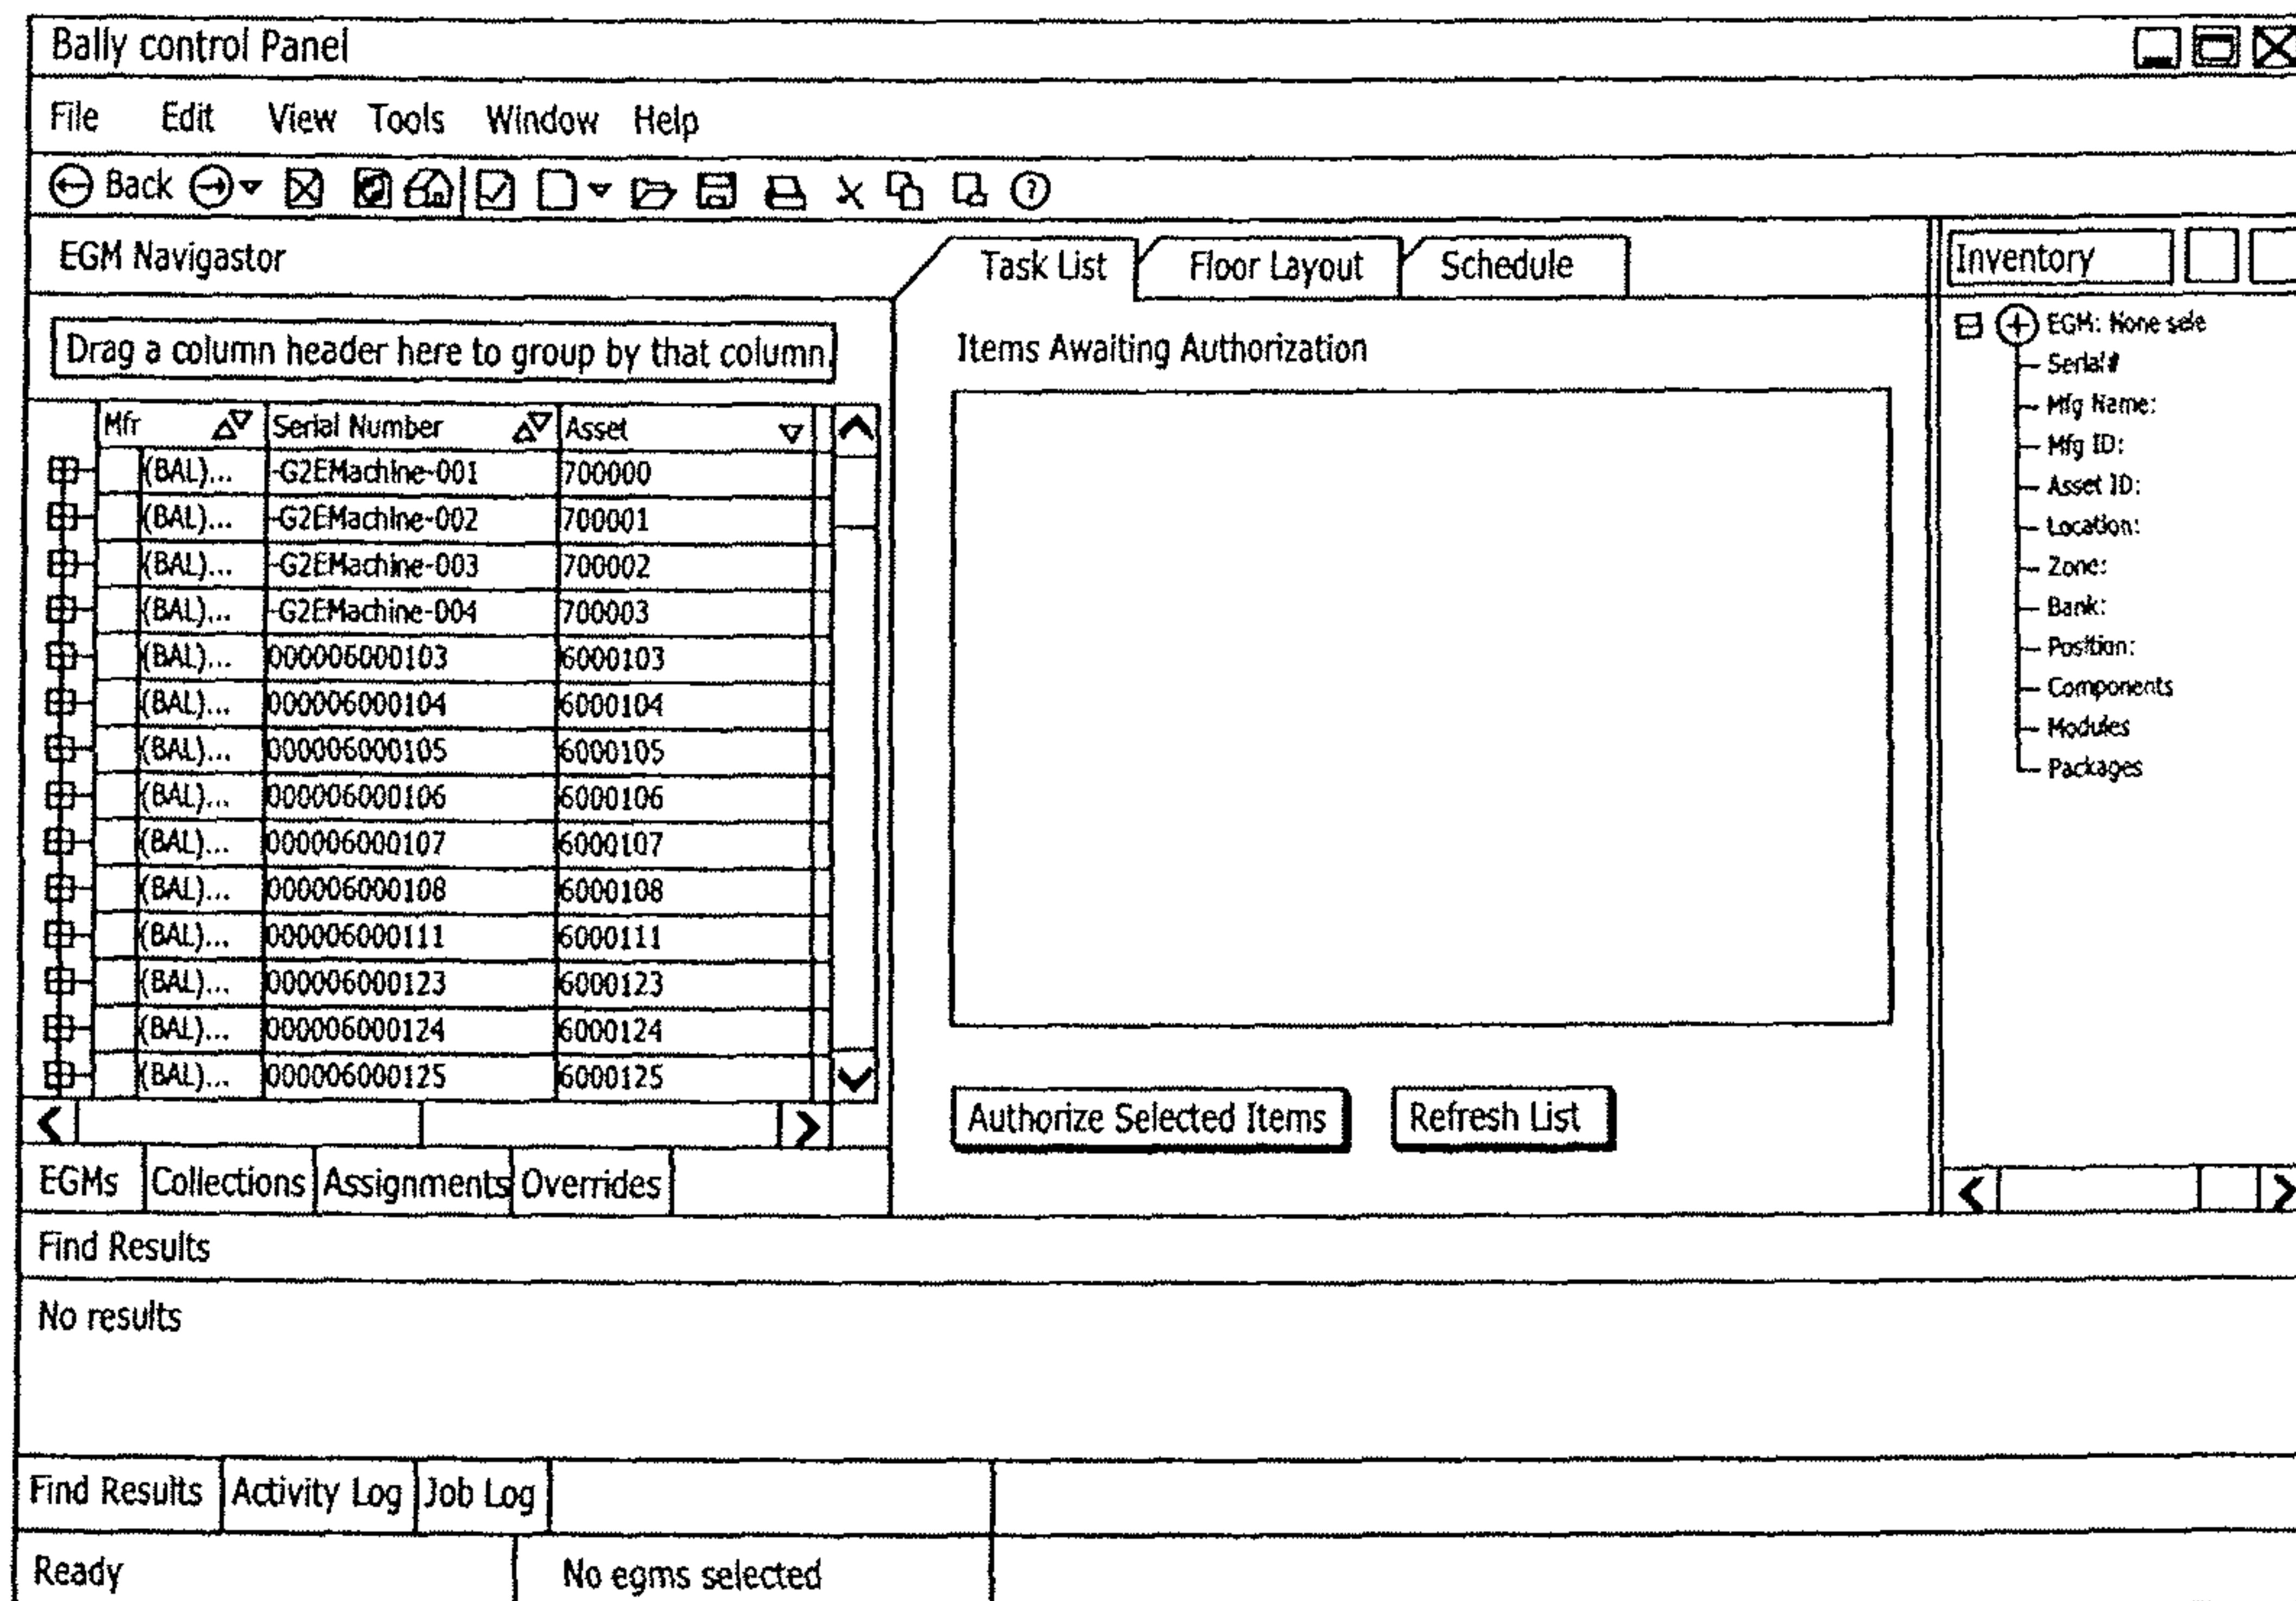 Bally control Panel
File Edit View Tools Window Help
Back
EGM Navigastor
Drag a column header here to group by that column.
Mfr Serial Number Asset
(BAL)... -G2EMachine-001 700000
(BAL)... -G2EMachine-002 700001
(BAL)... -G2EMachine-003 700002
(BAL)... -G2EMachine-004 700003
(BAL)... 000006000103 6000103
(BAL)... 000006000104 6000104
(BAL)... 000006000105 6000105
(BAL)... 000006000106 6000106
(BAL)... 000006000107 6000107
(BAL)... 000006000108 6000108
(BAL)... 000006000111 6000111
(BAL)... 000006000123 6000123
(BAL)... 000006000124 6000124
(BAL)... 000006000125 6000125
EGMs Collections Assignments Overrides
Task List Floor Layout Schedule
Items Awaiting Authorization
Authorize Selected Items Refresh List
Inventory
EGM: None sele
Serial#
Mfg Name:
Mfg ID:
Asset ID:
Location:
Zone:
Bank:
Position:
Components
Modules
Packages
Find Results
No results
Find Results Activity Log Job Log
Ready No egms selected